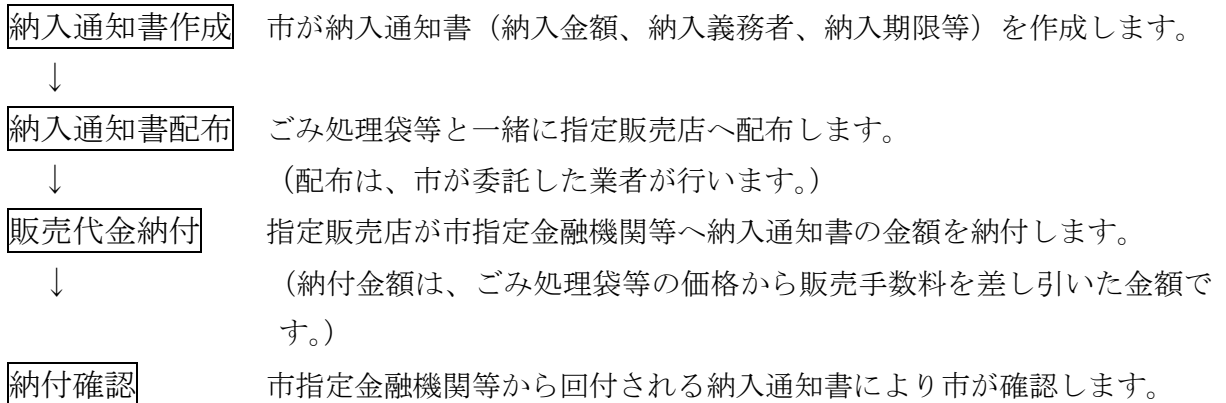 納入通知書作成 市が納入通知書（納入金額、納入義務者、納入期限等）を作成します。
↓
納入通知書配布 ごみ処理袋等と一緒に指定販売店へ配布します。
↓ （配布は、市が委託した業者が行います。）
販売代金納付 指定販売店が市指定金融機関等へ納入通知書の金額を納付します。
↓ （納付金額は、ごみ処理袋等の価格から販売手数料を差し引いた金額で
す。）
納付確認 市指定金融機関等から回付される納入通知書により市が確認します。